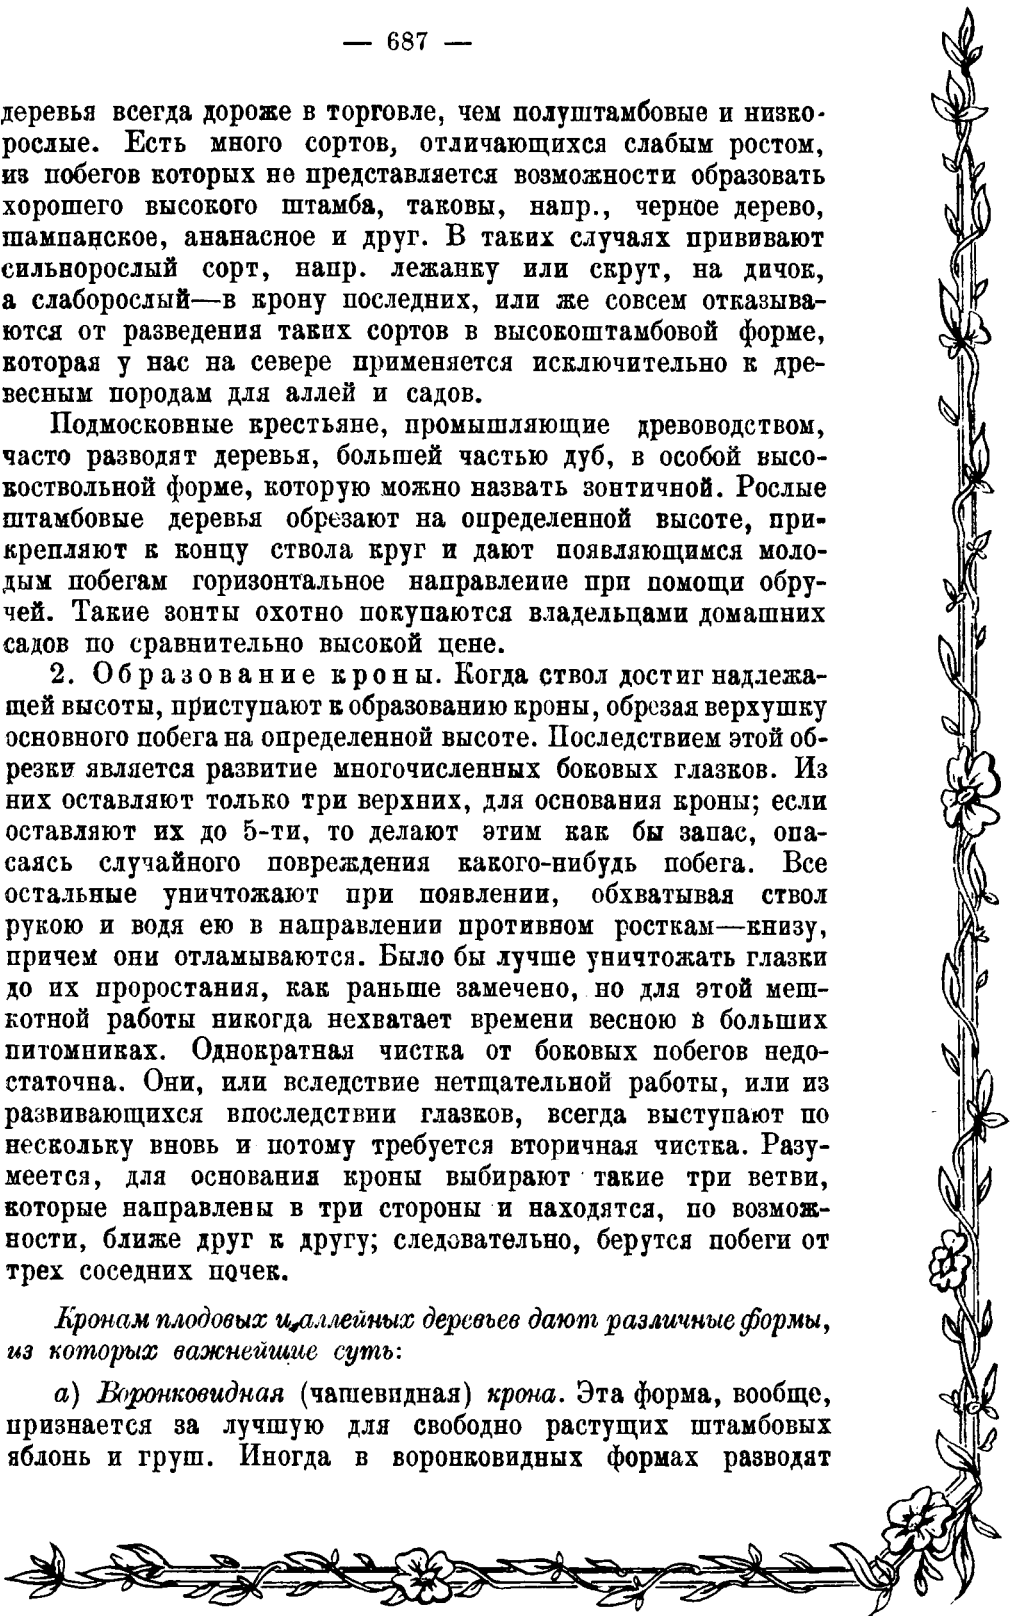 — 687 —
деревья всегда дороже в торговле, чем полуштамбовые и низко-
рослые. Есть много сортов, отличающихся слабым ростом,
из побегов которых не представляется возможности образовать
хорошего высокого штамба, таковы, напр., черное дерево,
шампанское, ананасное и друг. В таких случаях прививают
сильнорослый сорт, напр. лежанку или скрут, на дичок,
а слаборослый—в крону последних, или же совсем отказыва-
ются от разведения таких сортов в высокоштамбовой форме,
которая у нас на севере применяется исключительно к дре-
весным породам для аллей и садов.
Подмосковные крестьяне, промышляющие древоводством,
часто разводят деревья, большей частью дуб, в особой высо-
коствольной форме, которую можно назвать зонтичной. Рослые
штамбовые деревья обрезают на определенной высоте, при-
крепляют к концу ствола круг и дают появляющимся моло-
дым побегам горизонтальное направление при помощи обру-
чей. Такие зонты охотно покупаются владельцами домашних
садов по сравнительно высокой цене.
2. Образование кроны. Когда ствол достиг надлежа-
щей высоты, приступают к образованию кроны, обрезая верхушку
основного побега на определенной высоте. Последствием этой об-
резки является развитие многочисленных боковых глазков. Из
них оставляют только три верхних, для основания кроны; если
оставляют их до 5-ти, то делают этим как бы запас, опа-
саясь случайного повреждения какого-нибудь побега. Все
остальные уничтожают при появлении, обхватывая ствол
рукою и водя ею в направлении противном росткам—книзу,
причем они отламываются. Было бы лучше уничтожать глазки
до их проростания, как раньше замечено, но для этой меш-
котной работы никогда нехватает времени весною в больших
питомниках. Однократная чистка от боковых побегов недо-
статочна. Они, или вследствие нетщательной работы, или из
развивающихся впоследствии глазков, всегда выступают по
нескольку вновь и потому требуется вторичная чистка. Разу-
меется, для основания кроны выбирают такие три ветви,
которые направлены в три стороны и находятся, по возмож-
ности, ближе друг к другу; следовательно, берутся побеги от
трех соседних почек.
Кронам плодовых и аллейных деревьев дают различные формы,
из которых важнейшие суть:
а) Воронковидная (чашевидная) крона. Эта форма, вообще,
признается за лучшую для свободно растущих штамбовых
яблонь и груш. Иногда в воронковидных формах разводят